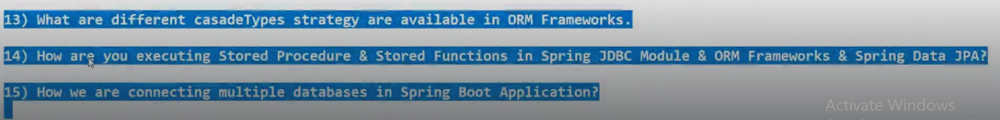 13) What are different casadeTypes strategy are available in ORM Frameworks.
14) How are you executing Stored Procedure & Stored Functions in Spring JDBC Module & ORM Frameworks & Spring Data JPA?
15) How we are connecting multiple databases in Spring Boot Application?
Activate Windows